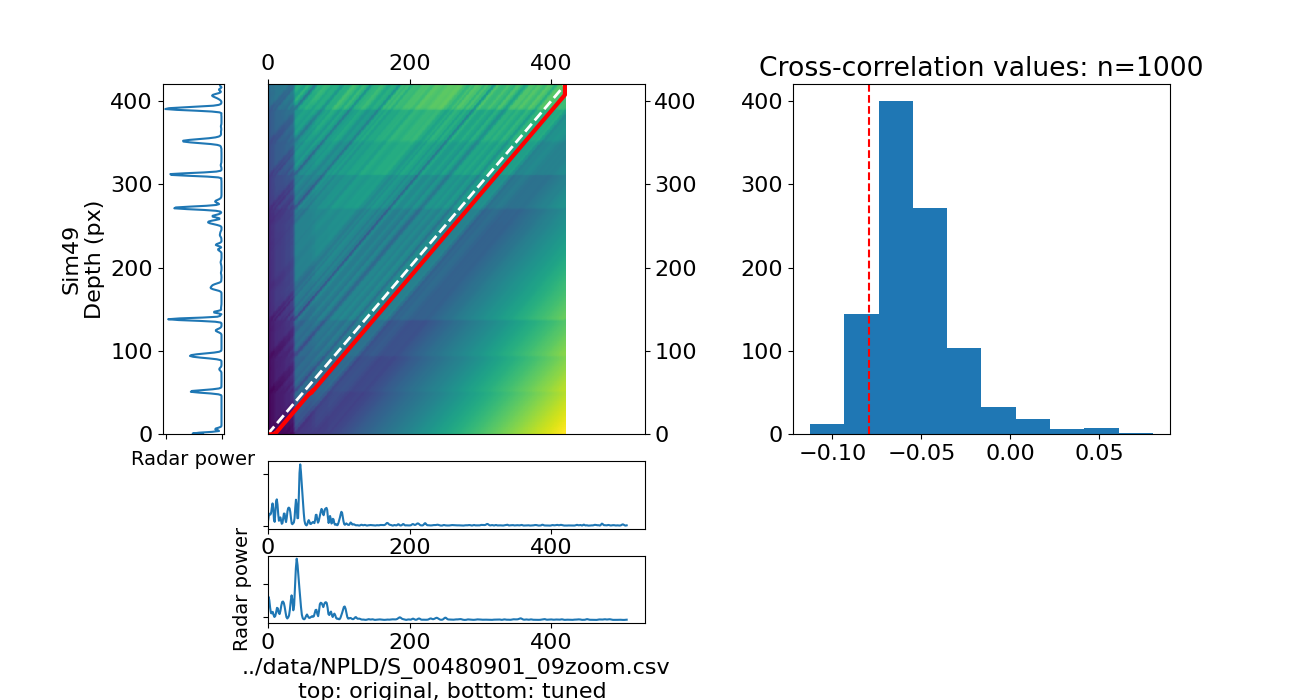 Cross-correlation values: n=1000
0 200 400
400 400 400
300 300 300
200 200 200
100 100 100
0 0 0
Sim49
Depth (px)
−0.10 −0.05 0.00 0.05
Radar power
0 200 400
Radar power
0 200 400
../data/NPLD/S_00480901_09zoom.csv
top: original, bottom: tuned